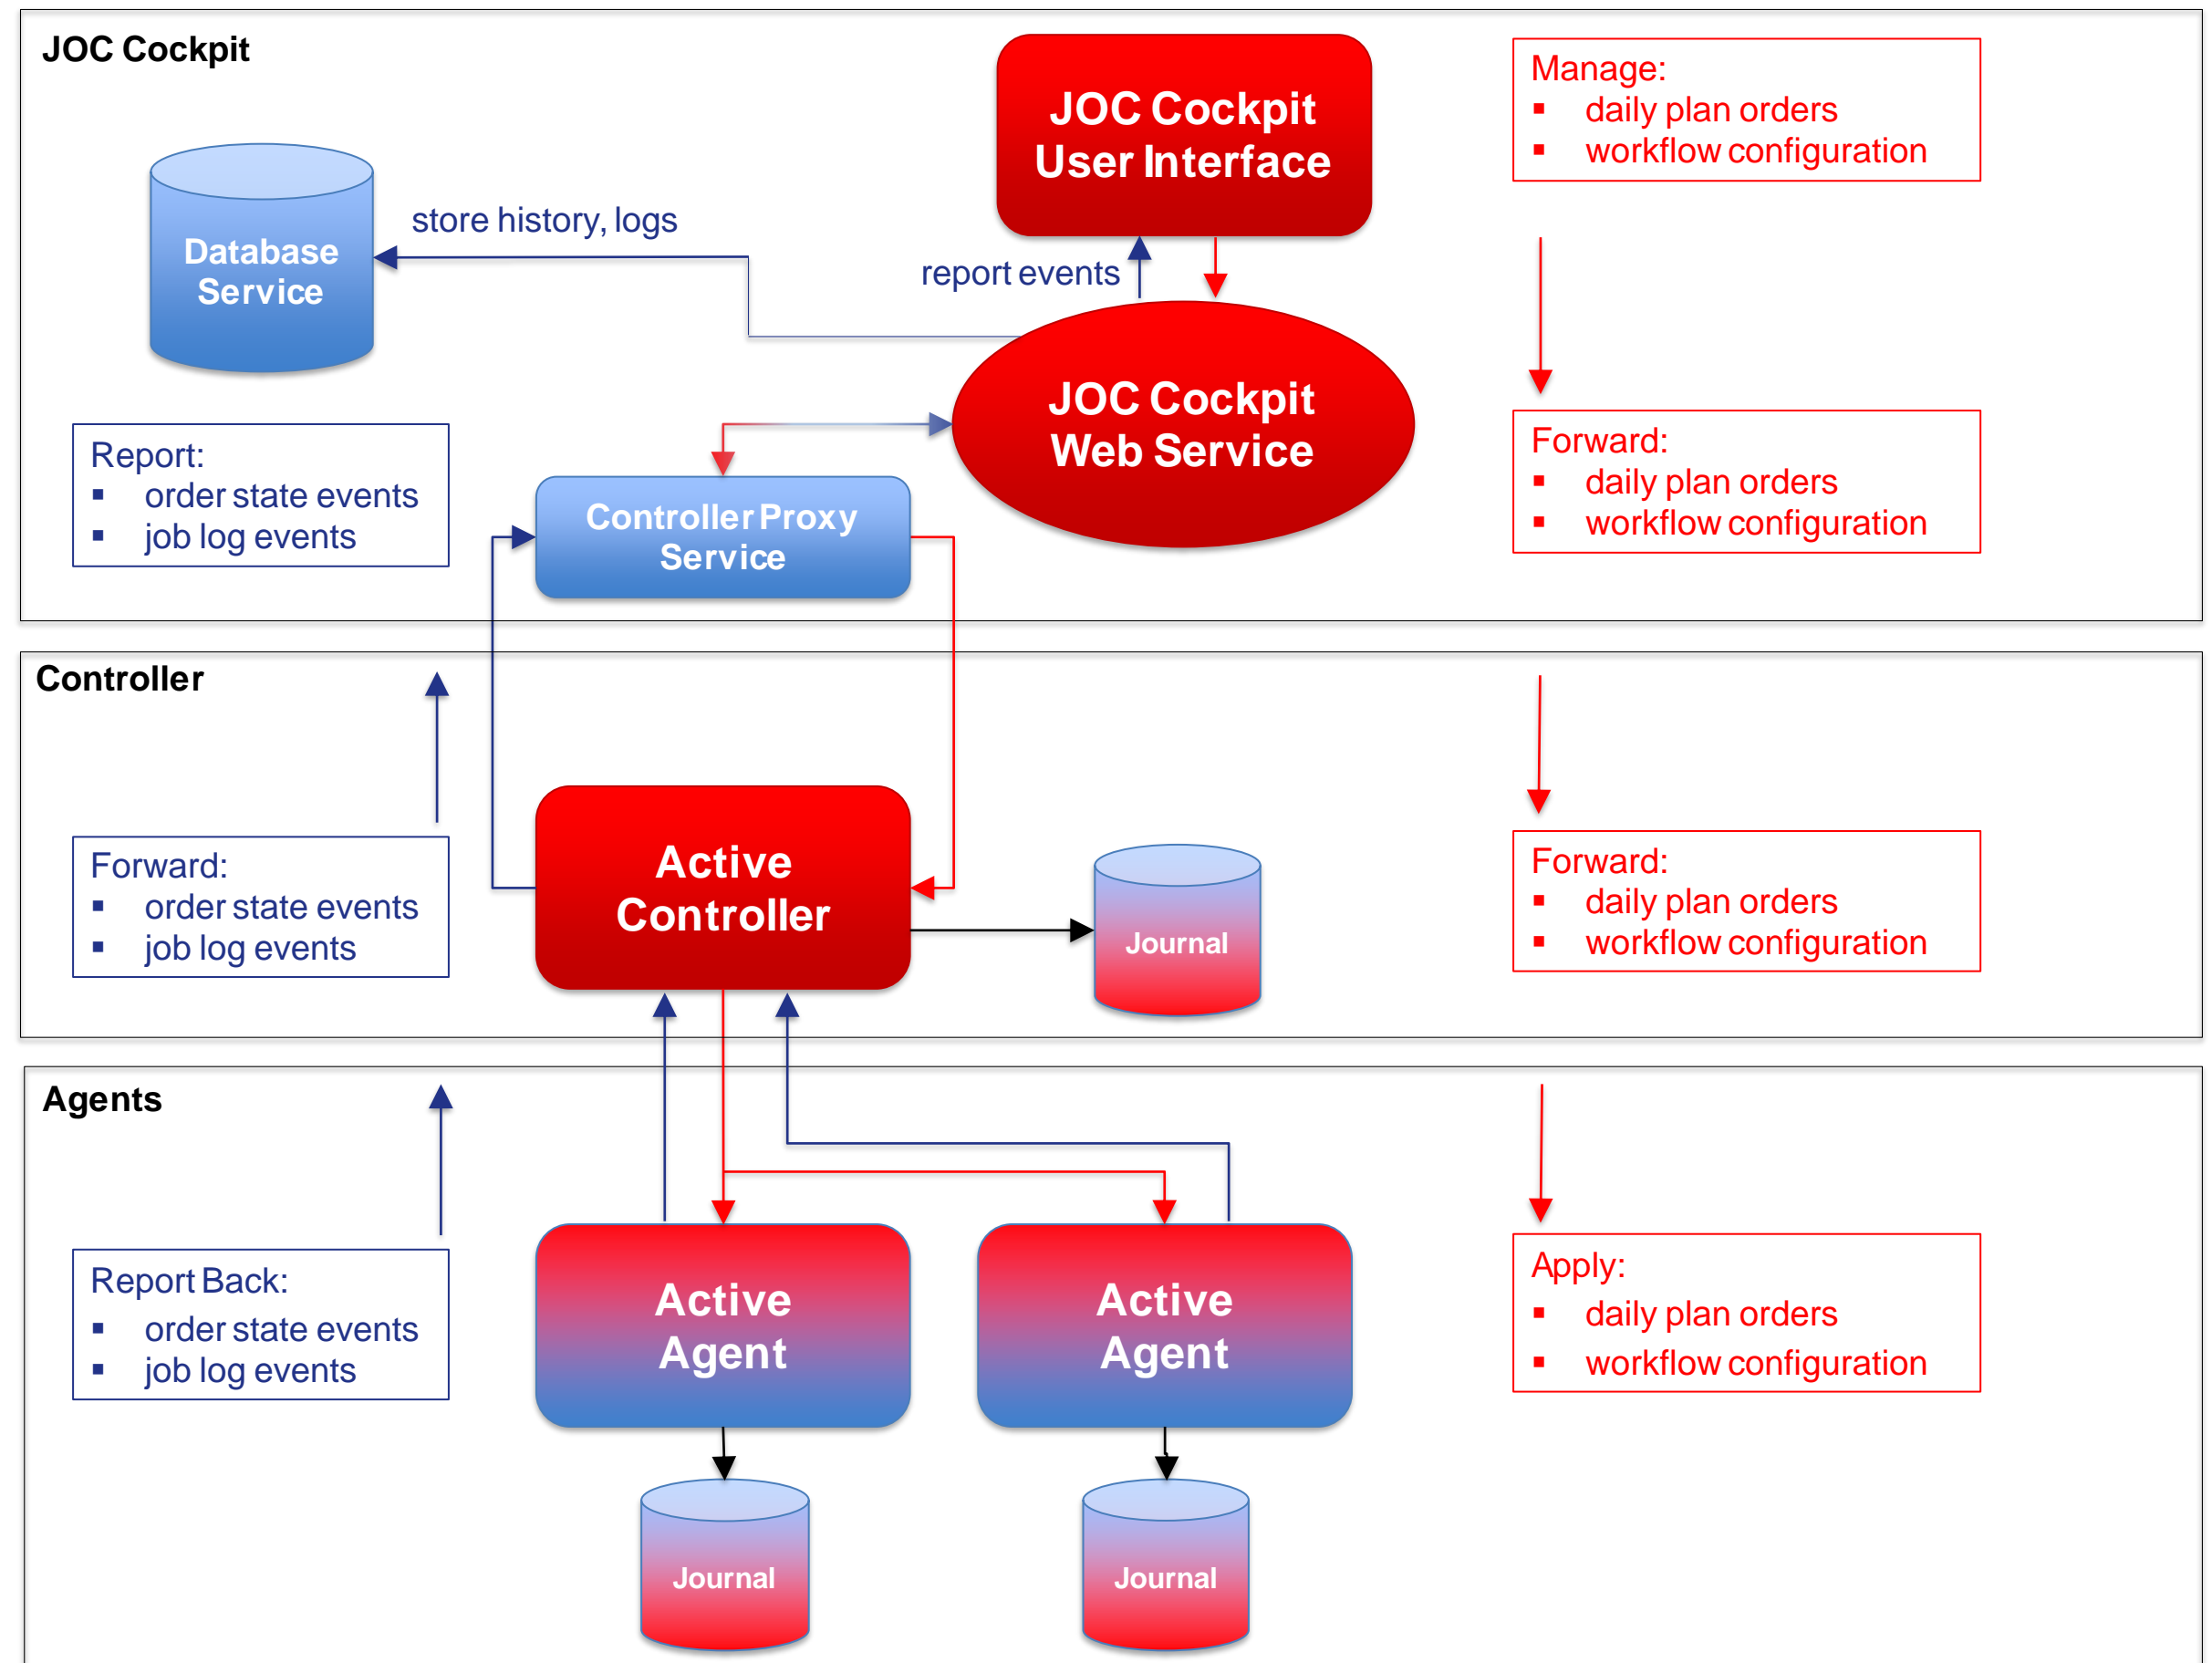 JOC Cockpit
JOC Cockpit
User Interface
Manage:
▪ daily plan orders
▪ workflow configuration
Database
Service
store history, logs
report events
JOC Cockpit
Web Service
Report:
▪ order state events
▪ job log events
Controller Proxy
Service
Forward:
▪ daily plan orders
▪ workflow configuration
Controller
Forward:
▪ order state events
▪ job log events
Active
Controller
Journal
Forward:
▪ daily plan orders
▪ workflow configuration
Agents
Report Back:
▪ order state events
▪ job log events
Active
Agent
Active
Agent
Apply:
▪ daily plan orders
▪ workflow configuration
Journal
Journal